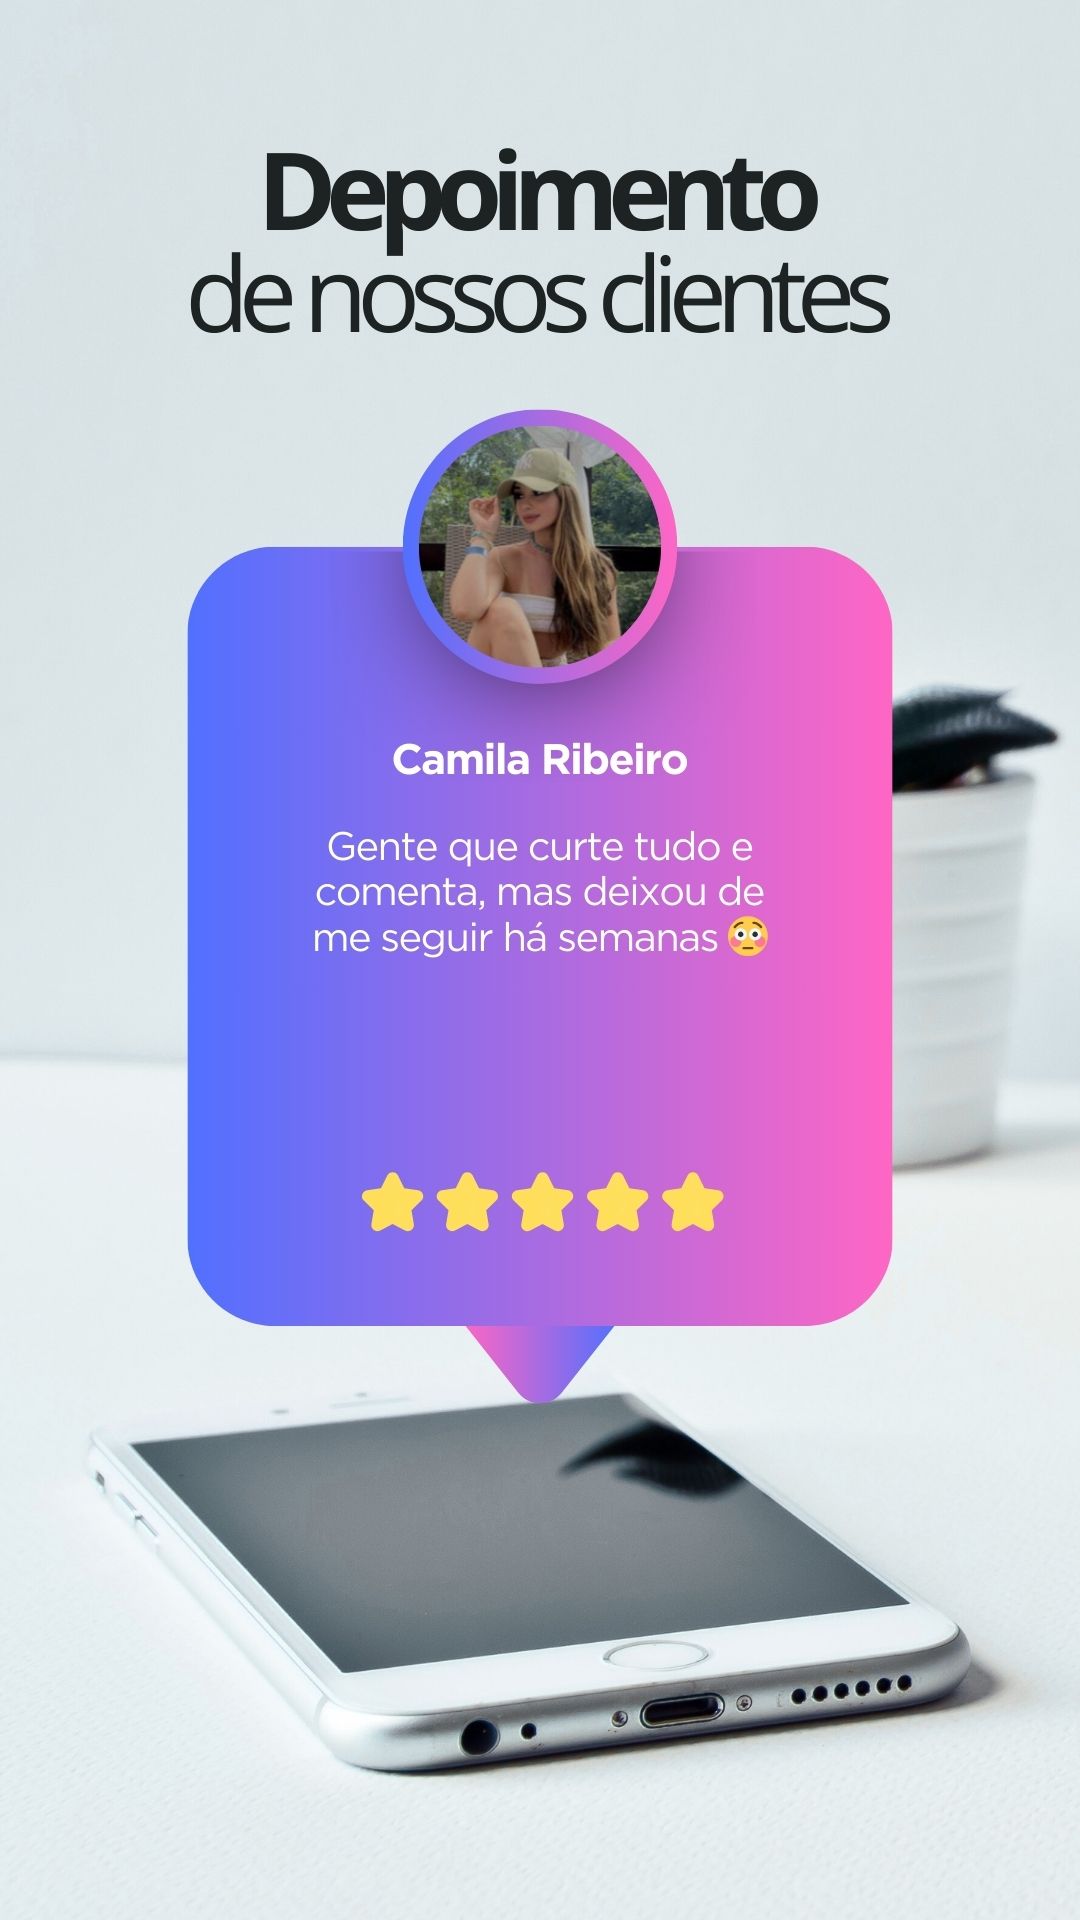 Depoimento
de nossos clientes
Camila Ribeiro
Gente que curte tudo e
comenta, mas deixou de
me seguir há semanas 😳